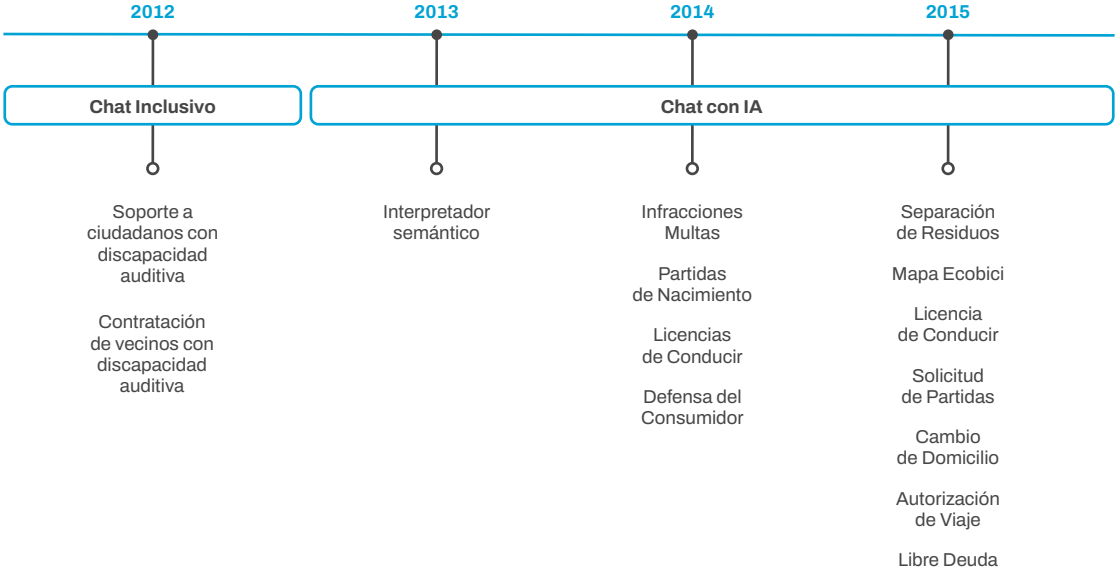 2012
2013
2014
2015
Chat Inclusivo
Chat con IA
Soporte a
ciudadanos con
discapacidad
auditiva
Contratación
de vecinos con
discapacidad
auditiva
Interpretador
semántico
Infracciones
Multas
Partidas
de Nacimiento
Licencias
de Conducir
Defensa del
Consumidor
Separación
de Residuos
Mapa Ecobici
Licencia
de Conducir
Solicitud
de Partidas
Cambio
de Domicilio
Autorización
de Viaje
Libre Deuda